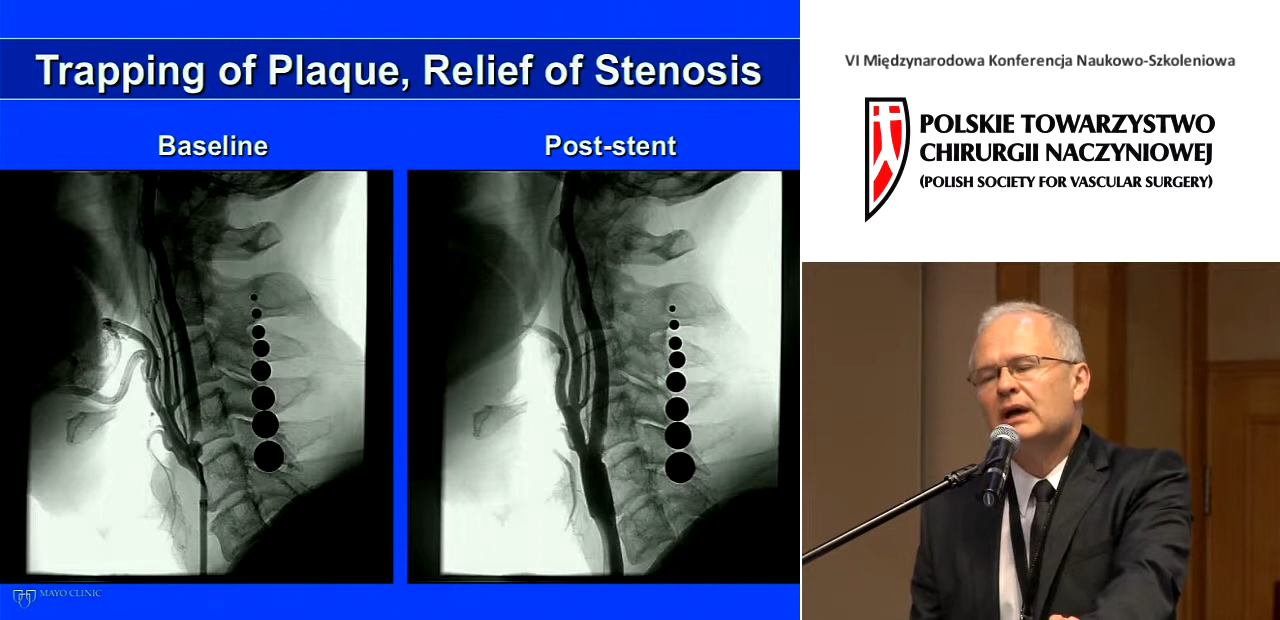 Trapping of Plaque, Relief of Stenosis
Baseline
Post-stent
MAYO CLINIC
VI Międzynarodowa Konferencja Naukowo-Szkoleniowa
POLSKIE TOWARZYSTWO
CHIRURGII NACZYNIOWEJ
(POLISH SOCIETY FOR VASCULAR SURGERY)